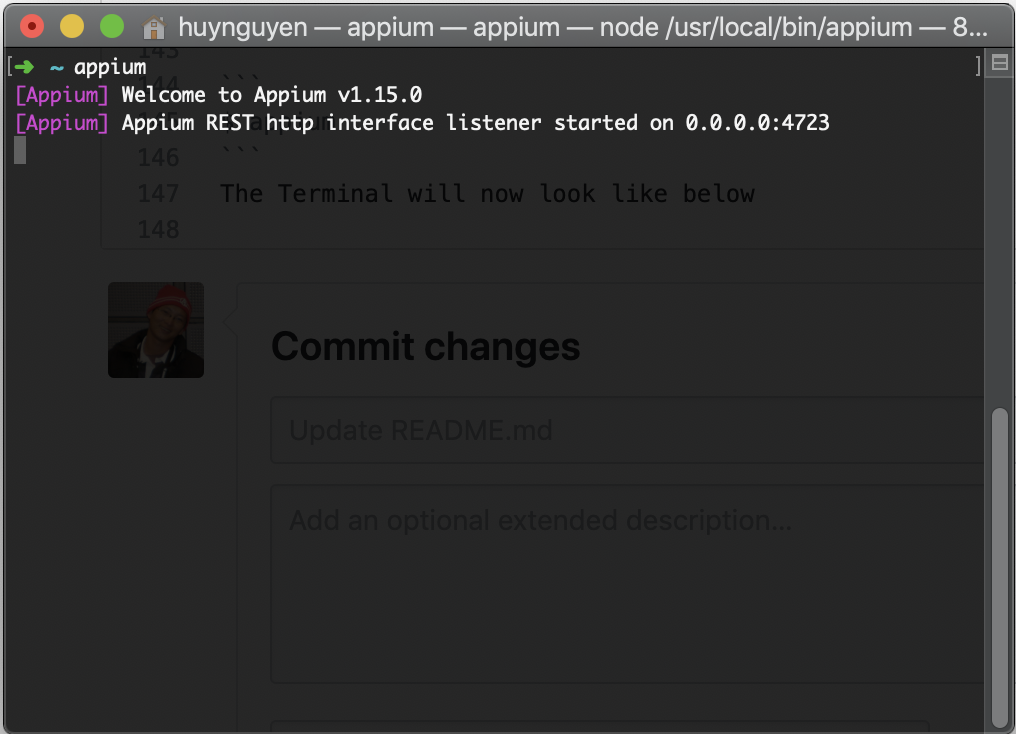 huynguyen — appium — appium — node /usr/local/bin/appium — 8...
[➜ ~ appium ]
[Appium] Welcome to Appium v1.15.0
[Appium] Appium REST http interface listener started on 0.0.0.0:4723
143
144 ```
appium
146 ```
147 The Terminal will now look like below
148
Commit changes
Update README.md
Add an optional extended description...